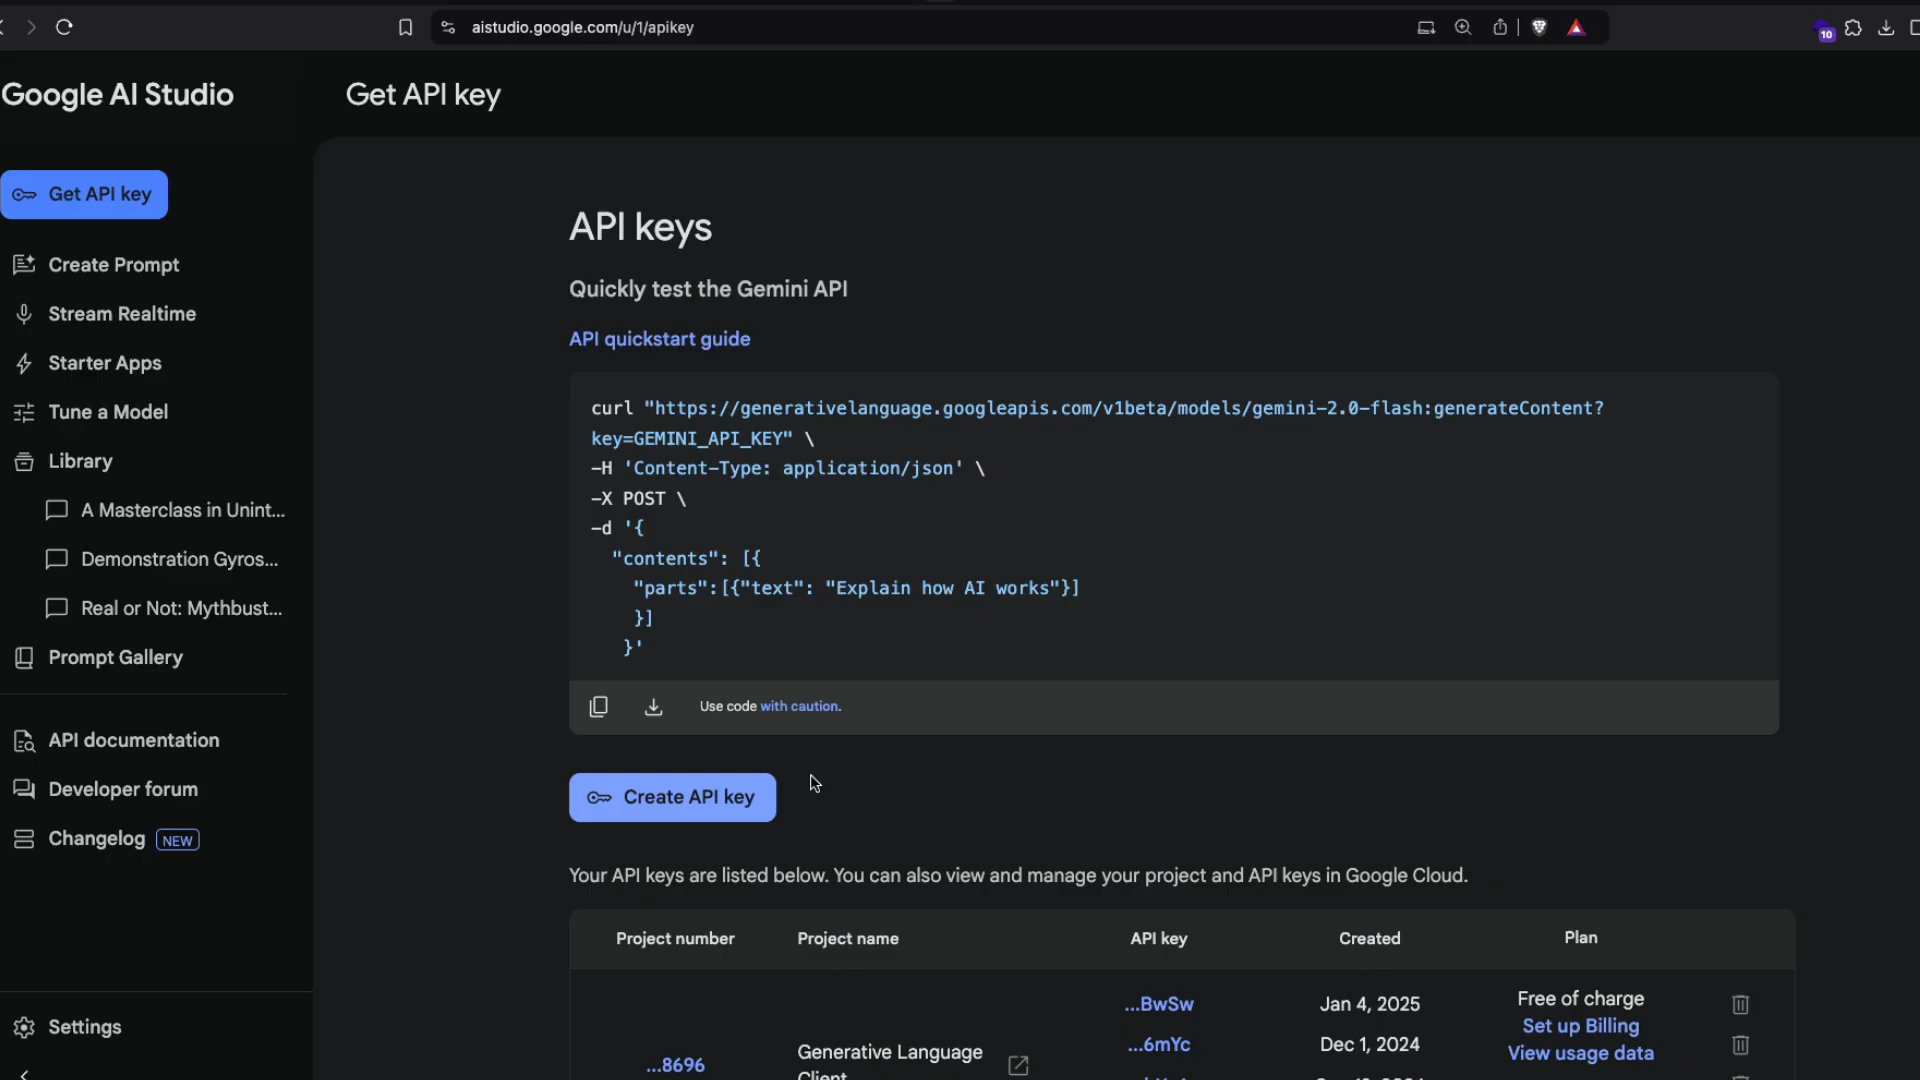 aistudio.google.com/u/1/apikey
10
Google AI Studio
Get API key
Get API key
Create Prompt
Stream Realtime
Starter Apps
Tune a Model
Library
A Masterclass in Unint...
Demonstration Gyros...
Real or Not: Mythbust...
Prompt Gallery
API documentation
Developer forum
Changelog NEW
Settings
API keys
Quickly test the Gemini API
API quickstart guide
curl "https://generativelanguage.googleapis.com/v1beta/models/gemini-2.0-flash:generateContent?
key=GEMINI_API_KEY" \
-H 'Content-Type: application/json' \
-X POST \
-d '{
"contents": [{
"parts":[{"text": "Explain how AI works"}]
}]
}'
Use code with caution.
Create API key
Your API keys are listed below. You can also view and manage your project and API keys in Google Cloud.
Project number Project name API key Created Plan
...BwSw Jan 4, 2025 Free of charge
Set up Billing
...6mYc Dec 1, 2024
View usage data
...8696 Generative Language
Client